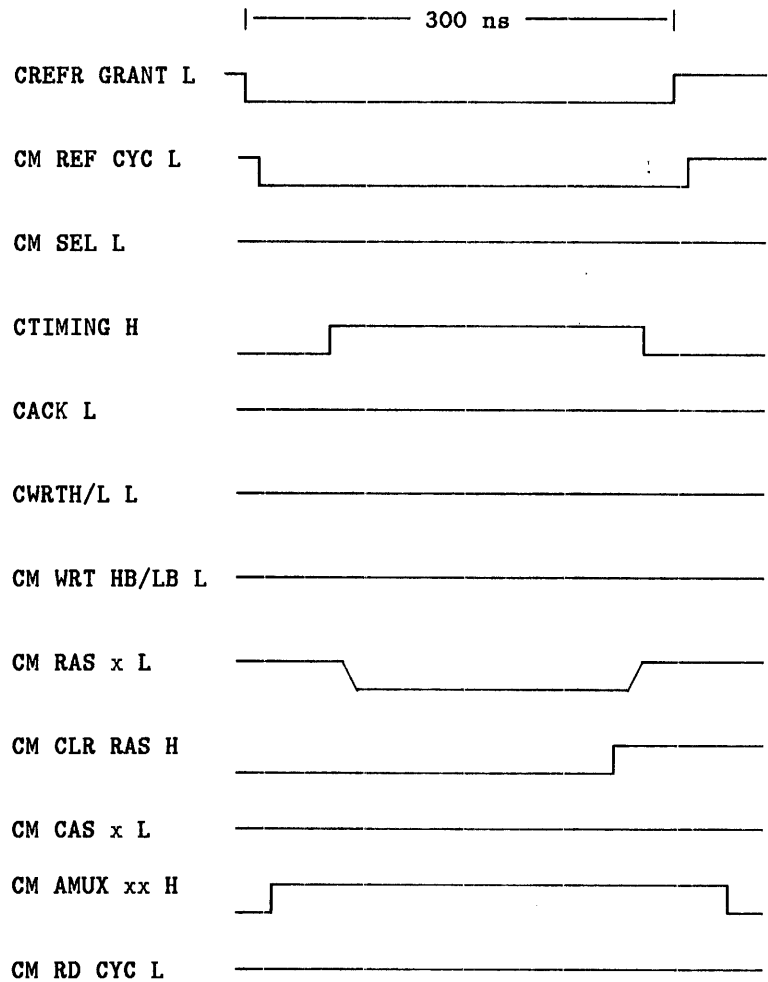 300 ns
CREFR GRANT L
CM REF CYC L
CM SEL L
CTIMING H
CACK L
CWRTH/L L
CM WRT HB/LB L
CM RAS x L
CM CLR RAS H
CM CAS x L
CM AMUX xx H
CM RD CYC L